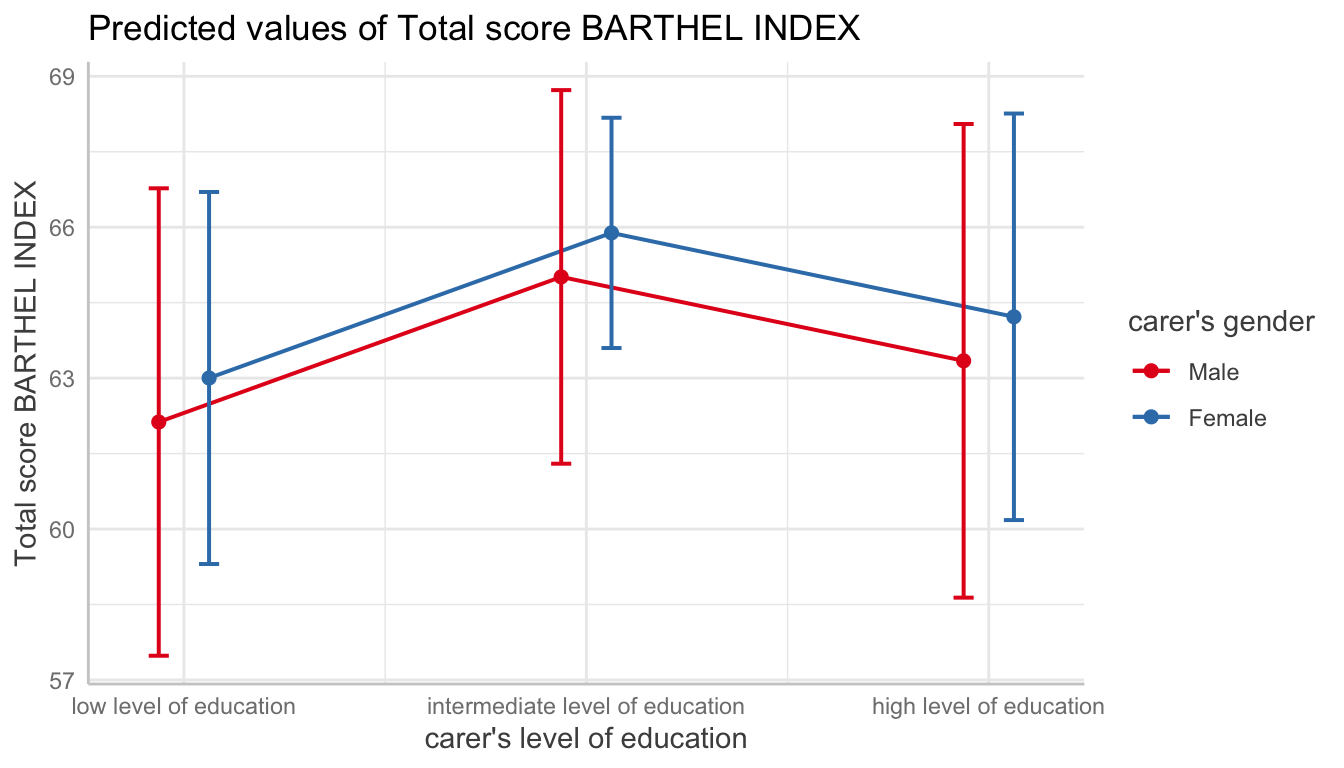 Predicted values of Total score BARTHEL INDEX
Total score BARTHEL INDEX
69
66
63
60
57
low level of education
intermediate level of education
high level of education
carer's level of education
carer's gender
Male
Female